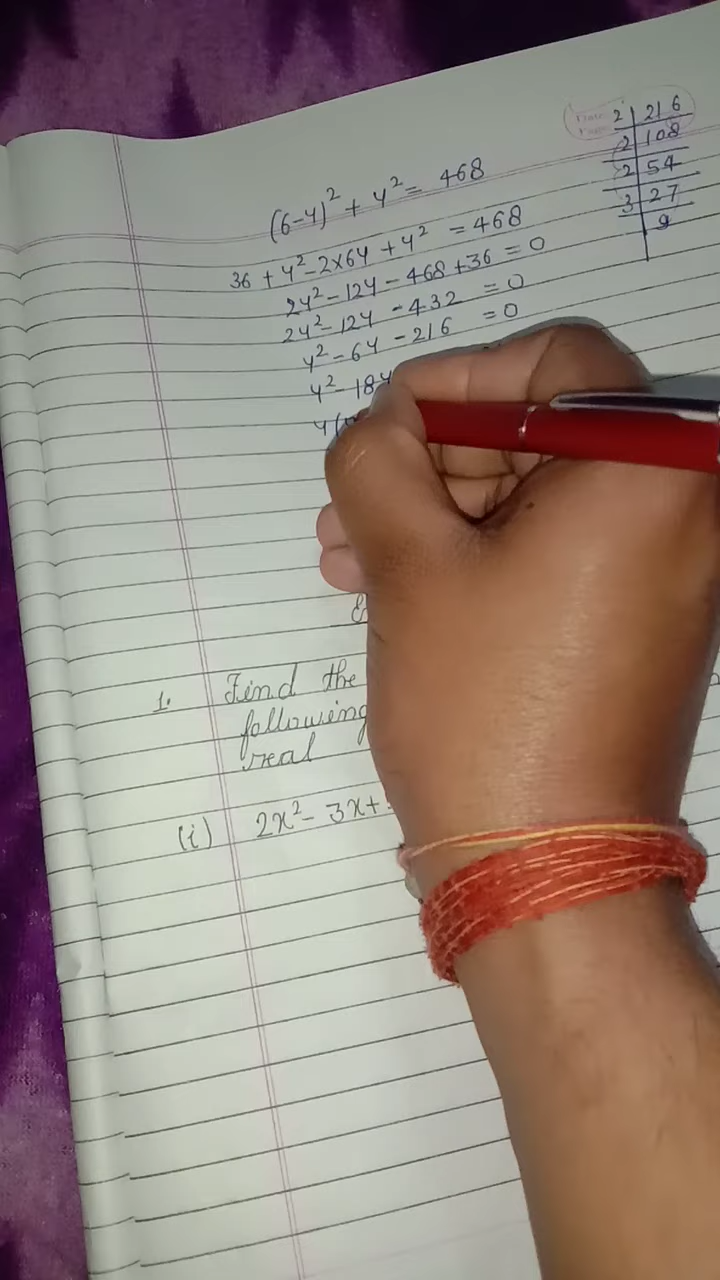 2 | 216
2 | 108
2 | 54
3 | 27
9
(6-y)² + y² = 468
36 + y² - 2×6y + y² = 468
2y² - 12y - 468 + 36 = 0
2y² - 12y - 432 = 0
y² - 6y - 216 = 0
y² - 18y
y(
1. Find the
following
real
(i) 2x² - 3x +